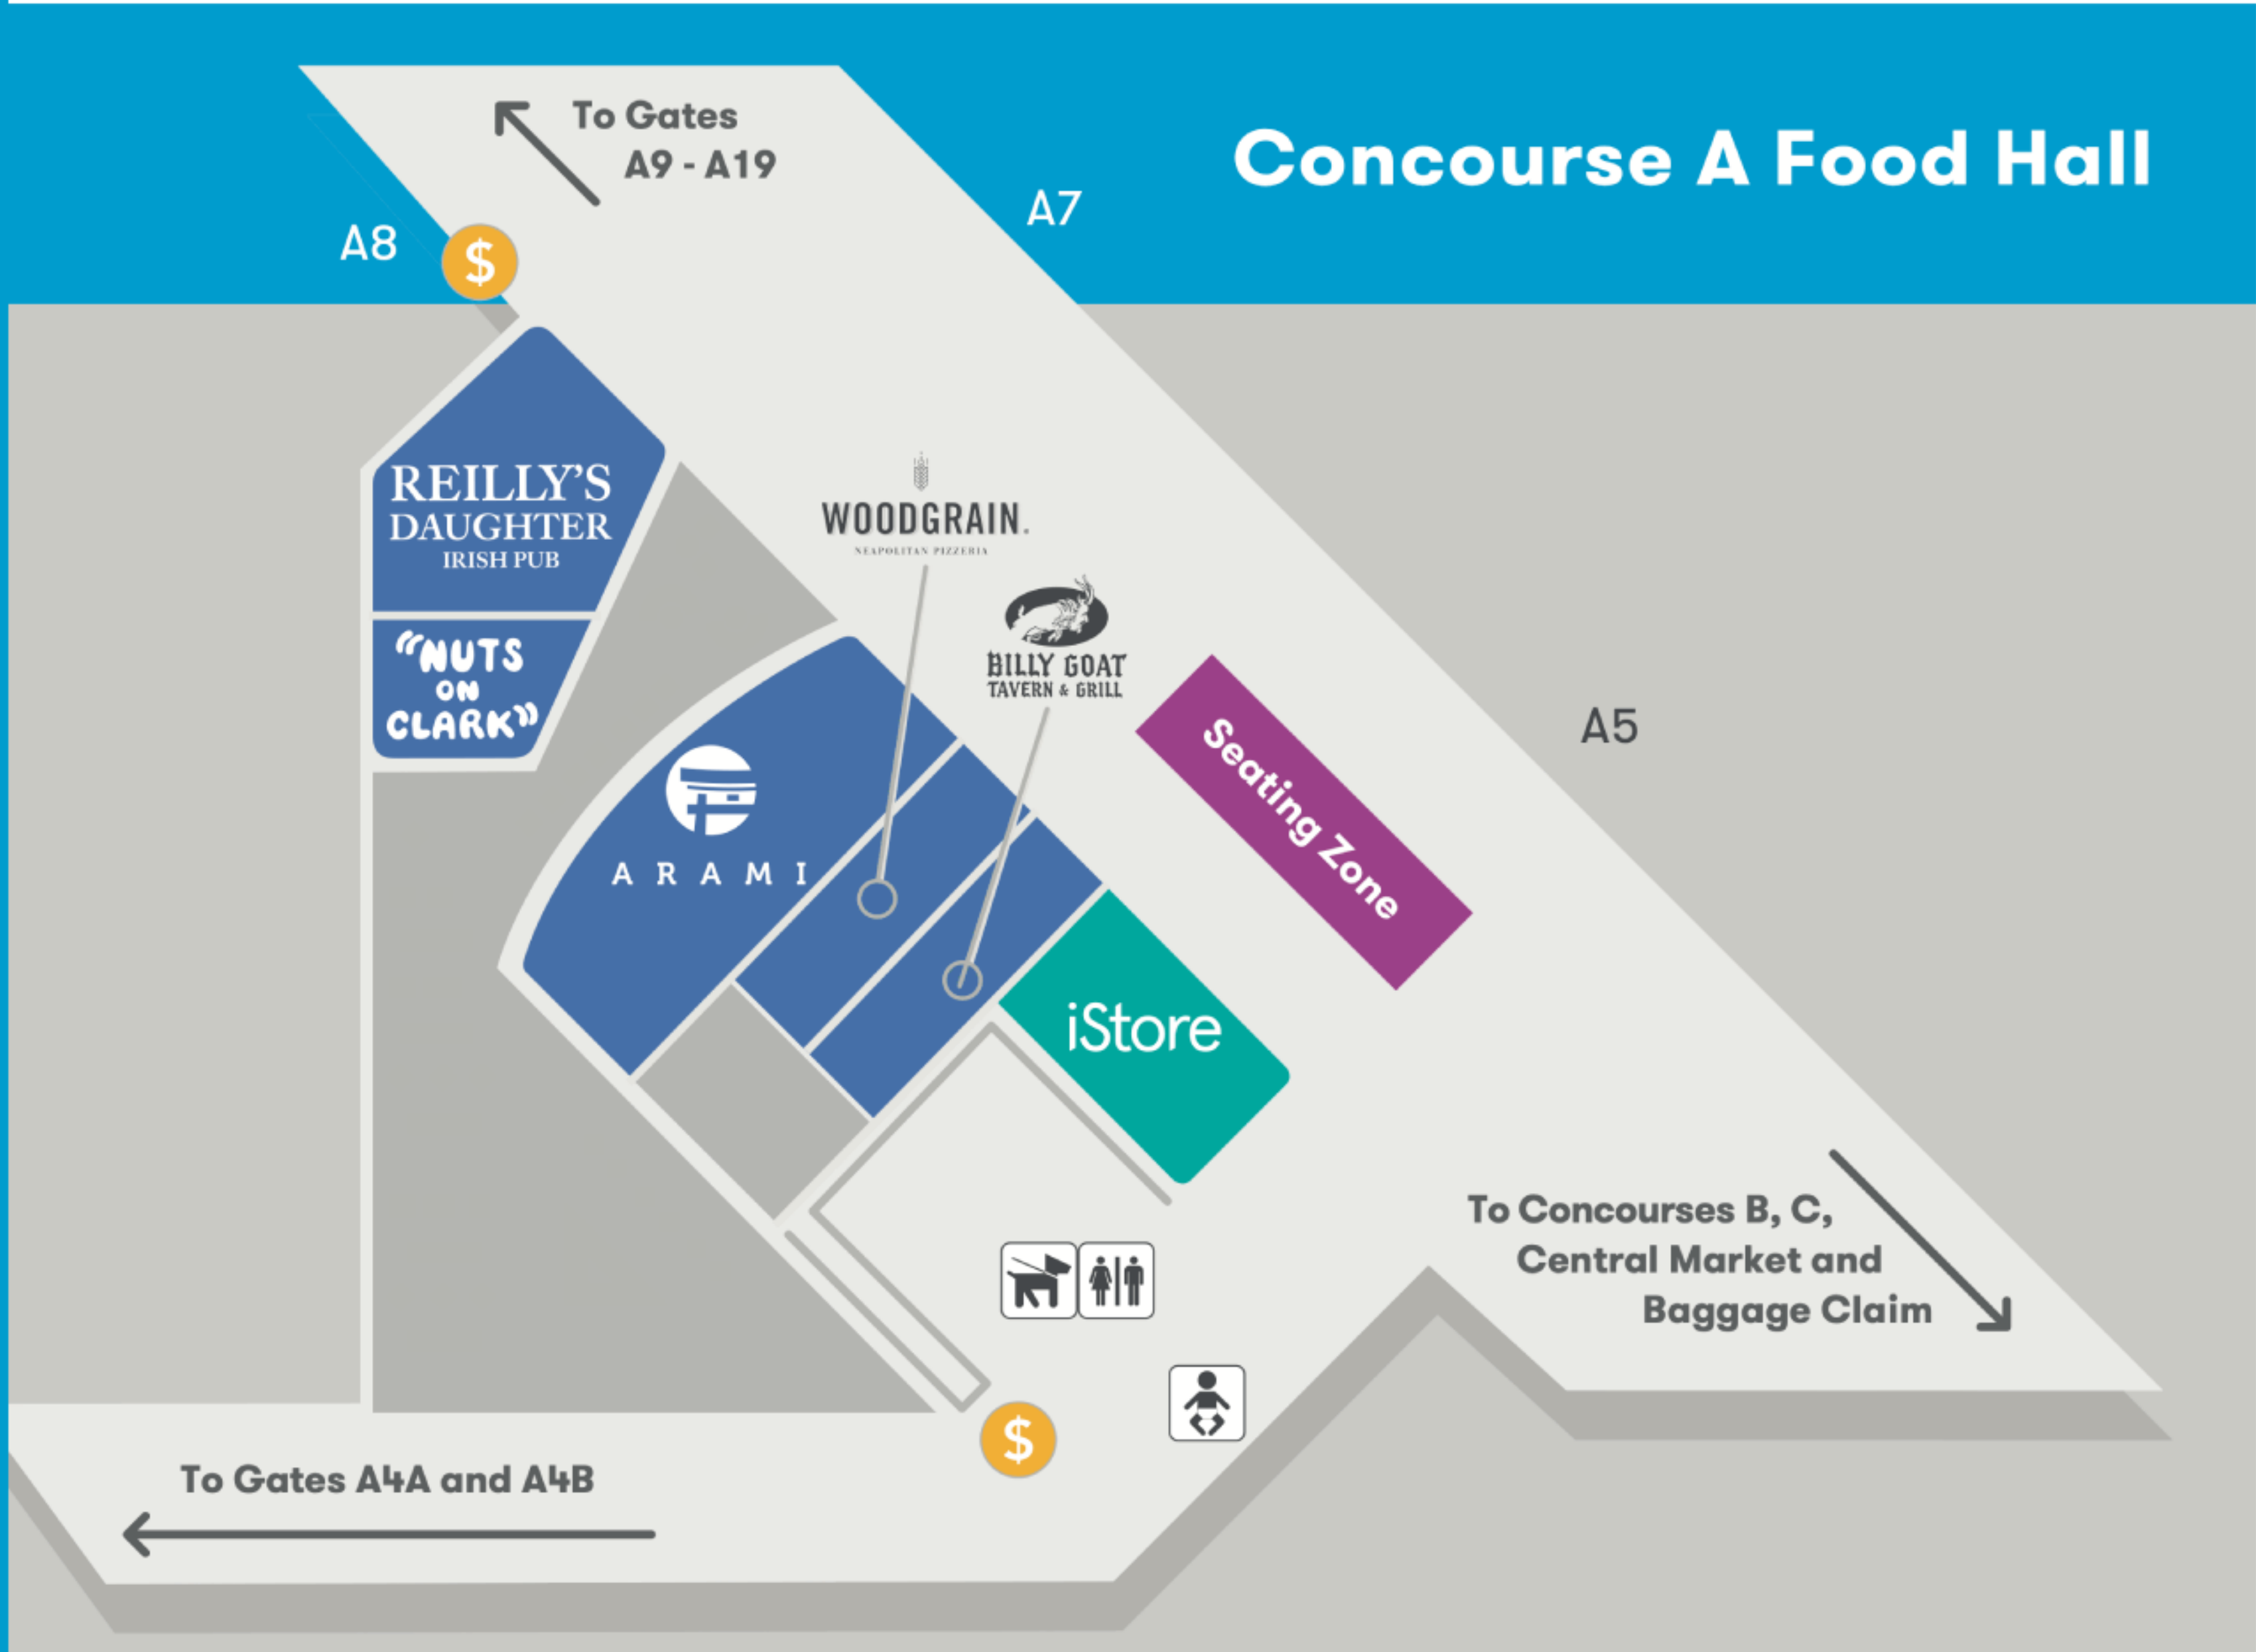 Concourse A Food Hall
To Gates
A9 - A19
A7
A8
$
REILLY'S
DAUGHTER
IRISH PUB
"NUTS
ON
CLARK"
WOODGRAIN.
NEAPOLITAN PIZZERIA
BILLY GOAT
TAVERN & GRILL
Seating Zone
A5
ARAMI
iStore
To Concourses B, C,
Central Market and
Baggage Claim
$
To Gates A4A and A4B